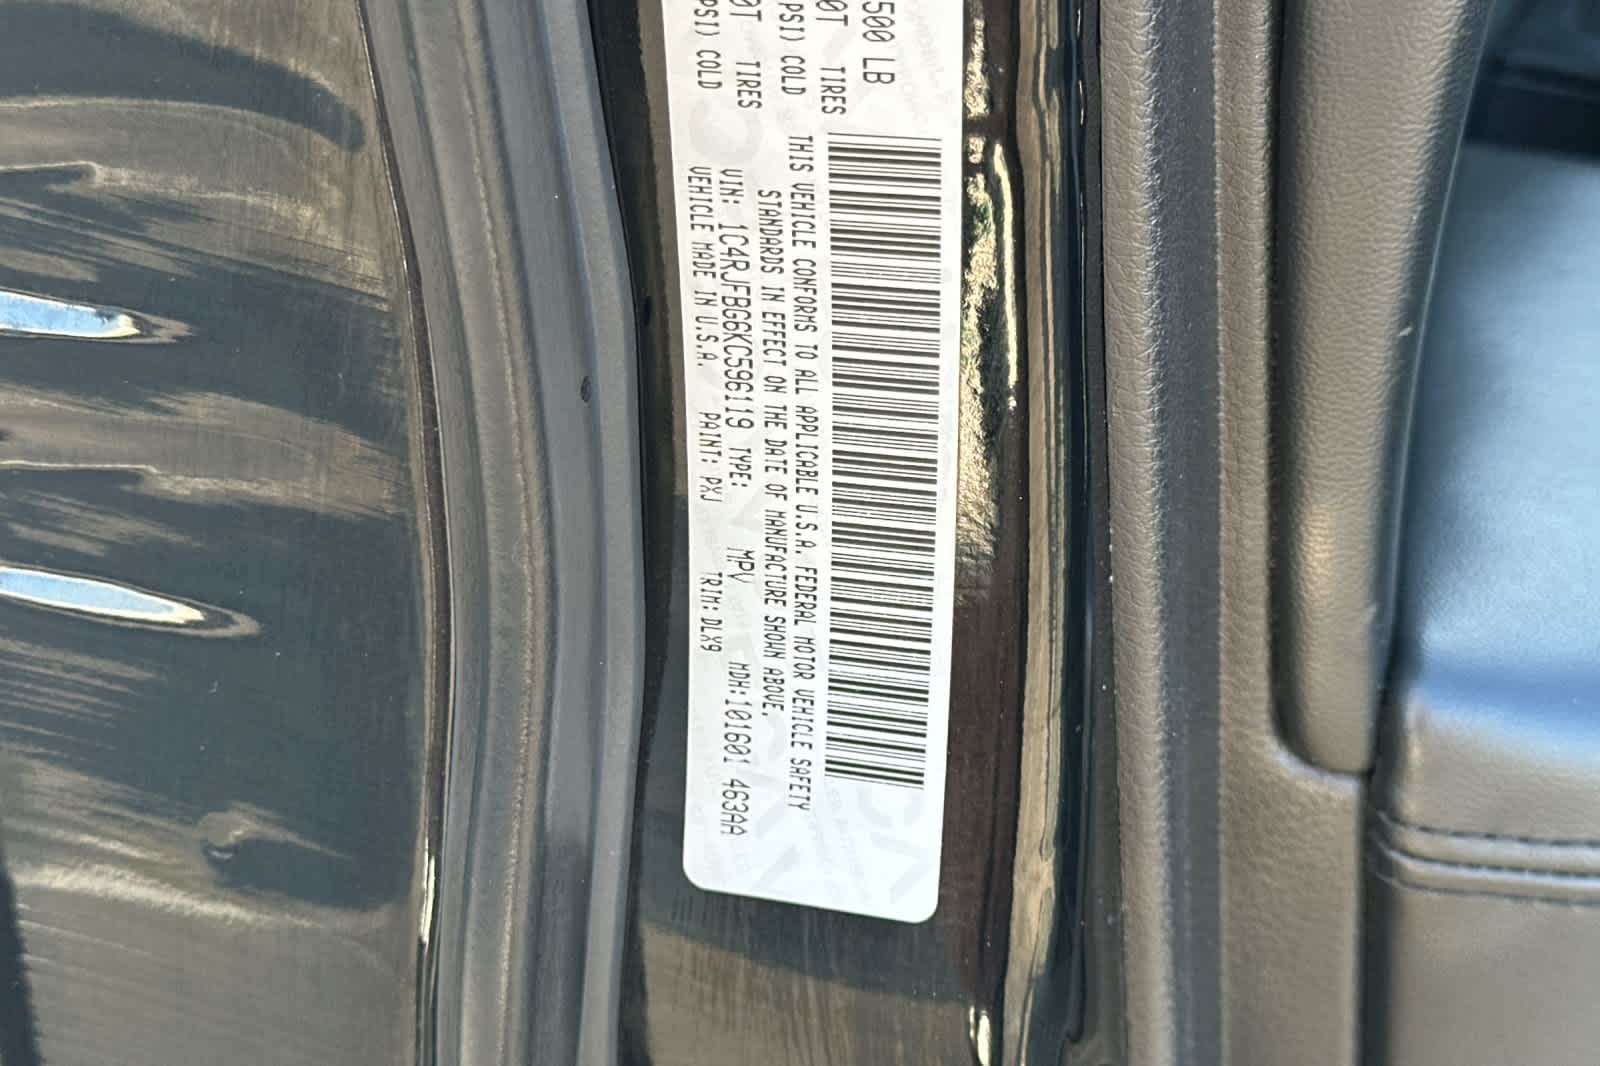 500 LB
0T TIRES
PSI) COLD
0T TIRES
PSI) COLD
THIS VEHICLE CONFORMS TO ALL APPLICABLE U.S.A. FEDERAL MOTOR VEHICLE SAFETY
STANDARDS IN EFFECT ON THE DATE OF MANUFACTURE SHOWN ABOVE.
VIN: 1C4RJFBG6KC596119 TYPE: MPV MDH:101601 463AA
VEHICLE MADE IN U.S.A. PAINT: PXJ TRIM: DLX9